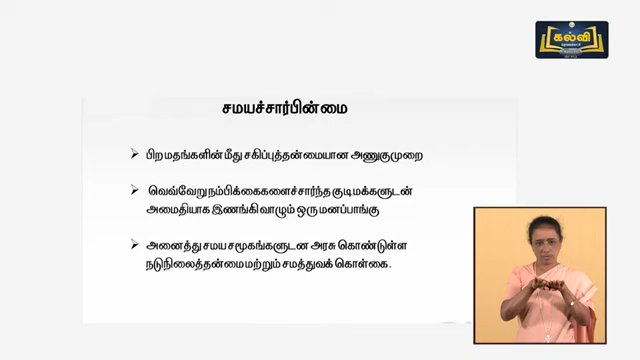 கல்வி
சமயச்சார்பின்மை
➢ பிற மதங்களின் மீது சகிப்புத்தன்மையான அணுகுமுறை
➢ வெவ்வேறு நம்பிக்கைகளைச் சார்ந்த குடிமக்களுடன்
அமைதியாக இணங்கி வாழும் ஒரு மனப்பாங்கு
➢ அனைத்து சமய சமூகங்களுடன அரசு கொண்டுள்ள
நடுநிலைத்தன்மை மற்றும் சமத்துவக் கொள்கை.